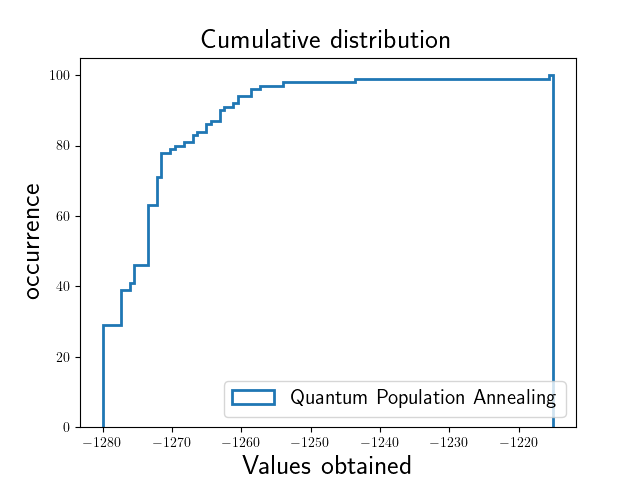 Cumulative distribution
100
80
60
40
20
0
occurrence
Quantum Population Annealing
−1280 −1270 −1260 −1250 −1240 −1230 −1220
Values obtained